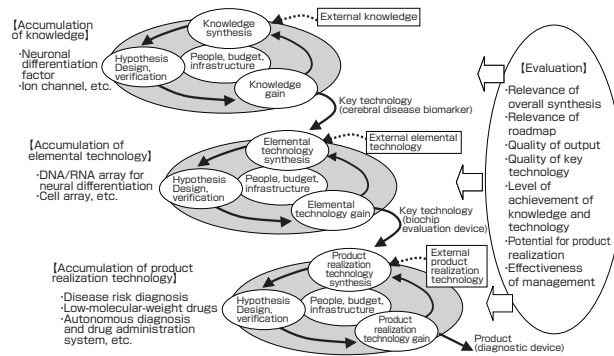 【Accumulation
of knowledge】
・Neuronal
differentiation
factor
・Ion channel, etc.
Knowledge
synthesis
External knowledge
Hypothesis
Design,
verification
People, budget,
infrastructure
Knowledge
gain
Key technology
(cerebral disease biomarker)
【Accumulation of
elemental technology】
・DNA/RNA array for
neural differentiation
・Cell array, etc.
Elemental
technology synthesis
External elemental
technology
Hypothesis
Design,
verification
People, budget,
infrastructure
Elemental
technology gain
Key technology
(biochip
evaluation device)
【Accumulation of product
realization technology】
・Disease risk diagnosis
・Low-molecular-weight drugs
・Autonomous diagnosis
and drug administration
system, etc.
Product
realization
technology synthesis
External
product
realization
technology
Hypothesis
Design,
verification
People, budget,
infrastructure
Product
realization
technology gain
Product
(diagnostic device)
【Evaluation】
・Relevance of
overall synthesis
・Relevance of
roadmap
・Quality of output
・Quality of key
technology
・Level of
achievement of
knowledge and
technology
・Potential for product
realization
・Effectiveness
of management